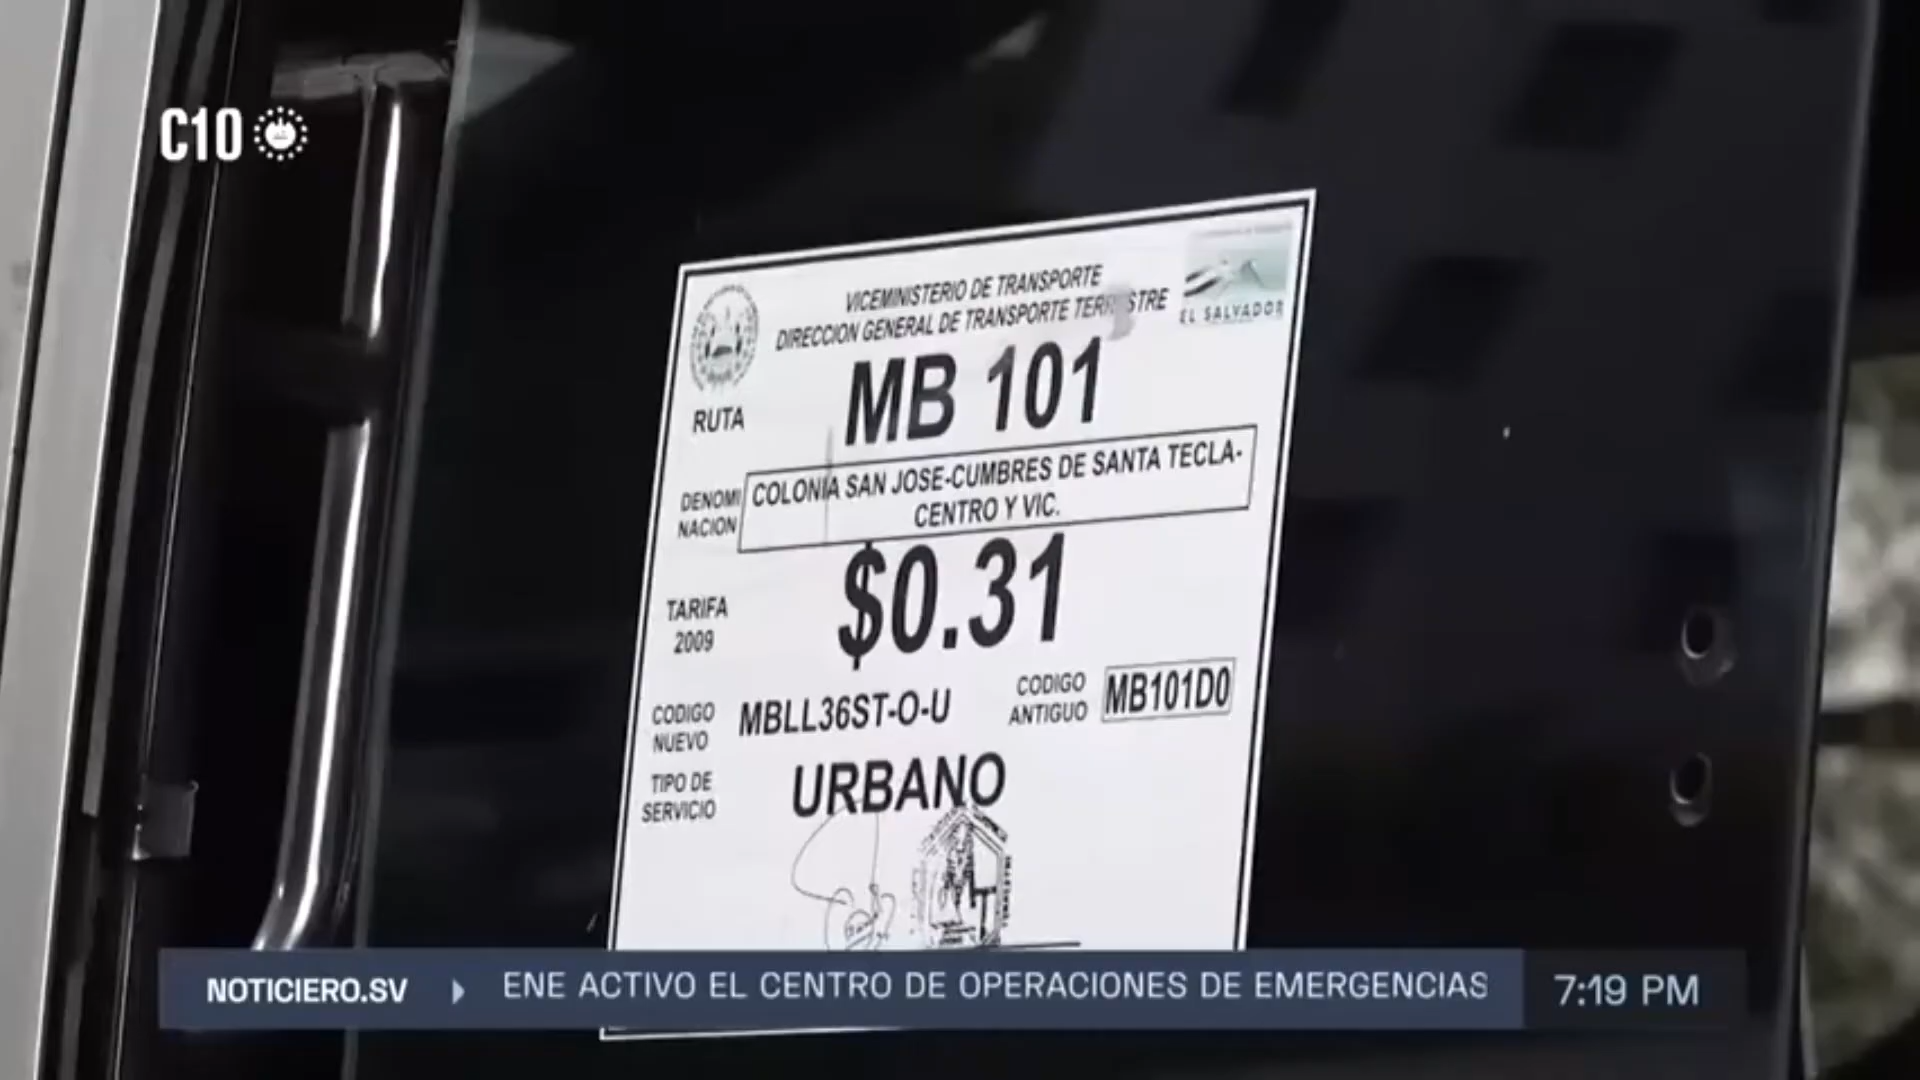 C10
VICEMINISTERIO DE TRANSPORTE
DIRECCION GENERAL DE TRANSPORTE TERRESTRE
EL SALVADOR
RUTA
MB 101
DENOMI
NACION
COLONIA SAN JOSE-CUMBRES DE SANTA TECLA-
CENTRO Y VIC.
TARIFA
2009
$0.31
CODIGO
NUEVO
MBLL36ST-O-U
CODIGO
ANTIGUO
MB101D0
TIPO DE
SERVICIO
URBANO
NOTICIERO.SV
ENE ACTIVO EL CENTRO DE OPERACIONES DE EMERGENCIAS
7:19 PM